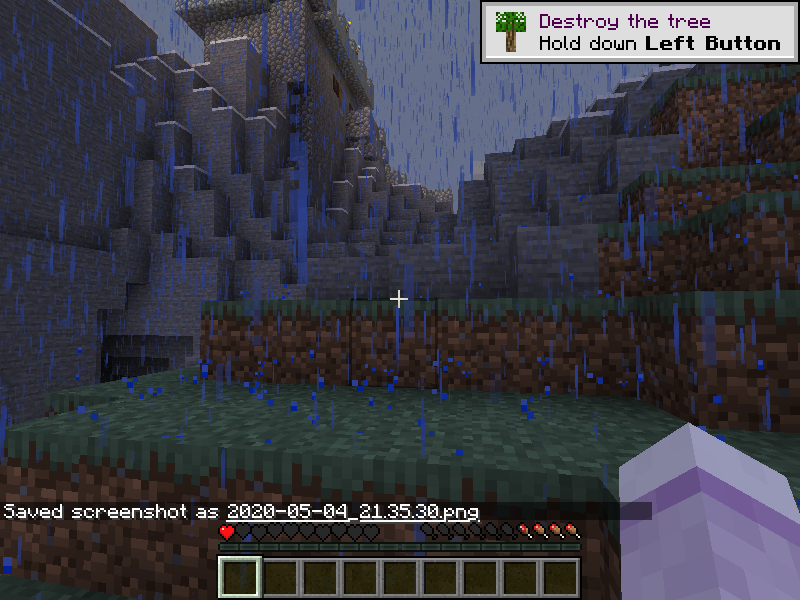 Destroy the tree
Hold down Left Button
Saved screenshot as 2020-05-04_21.35.30.png